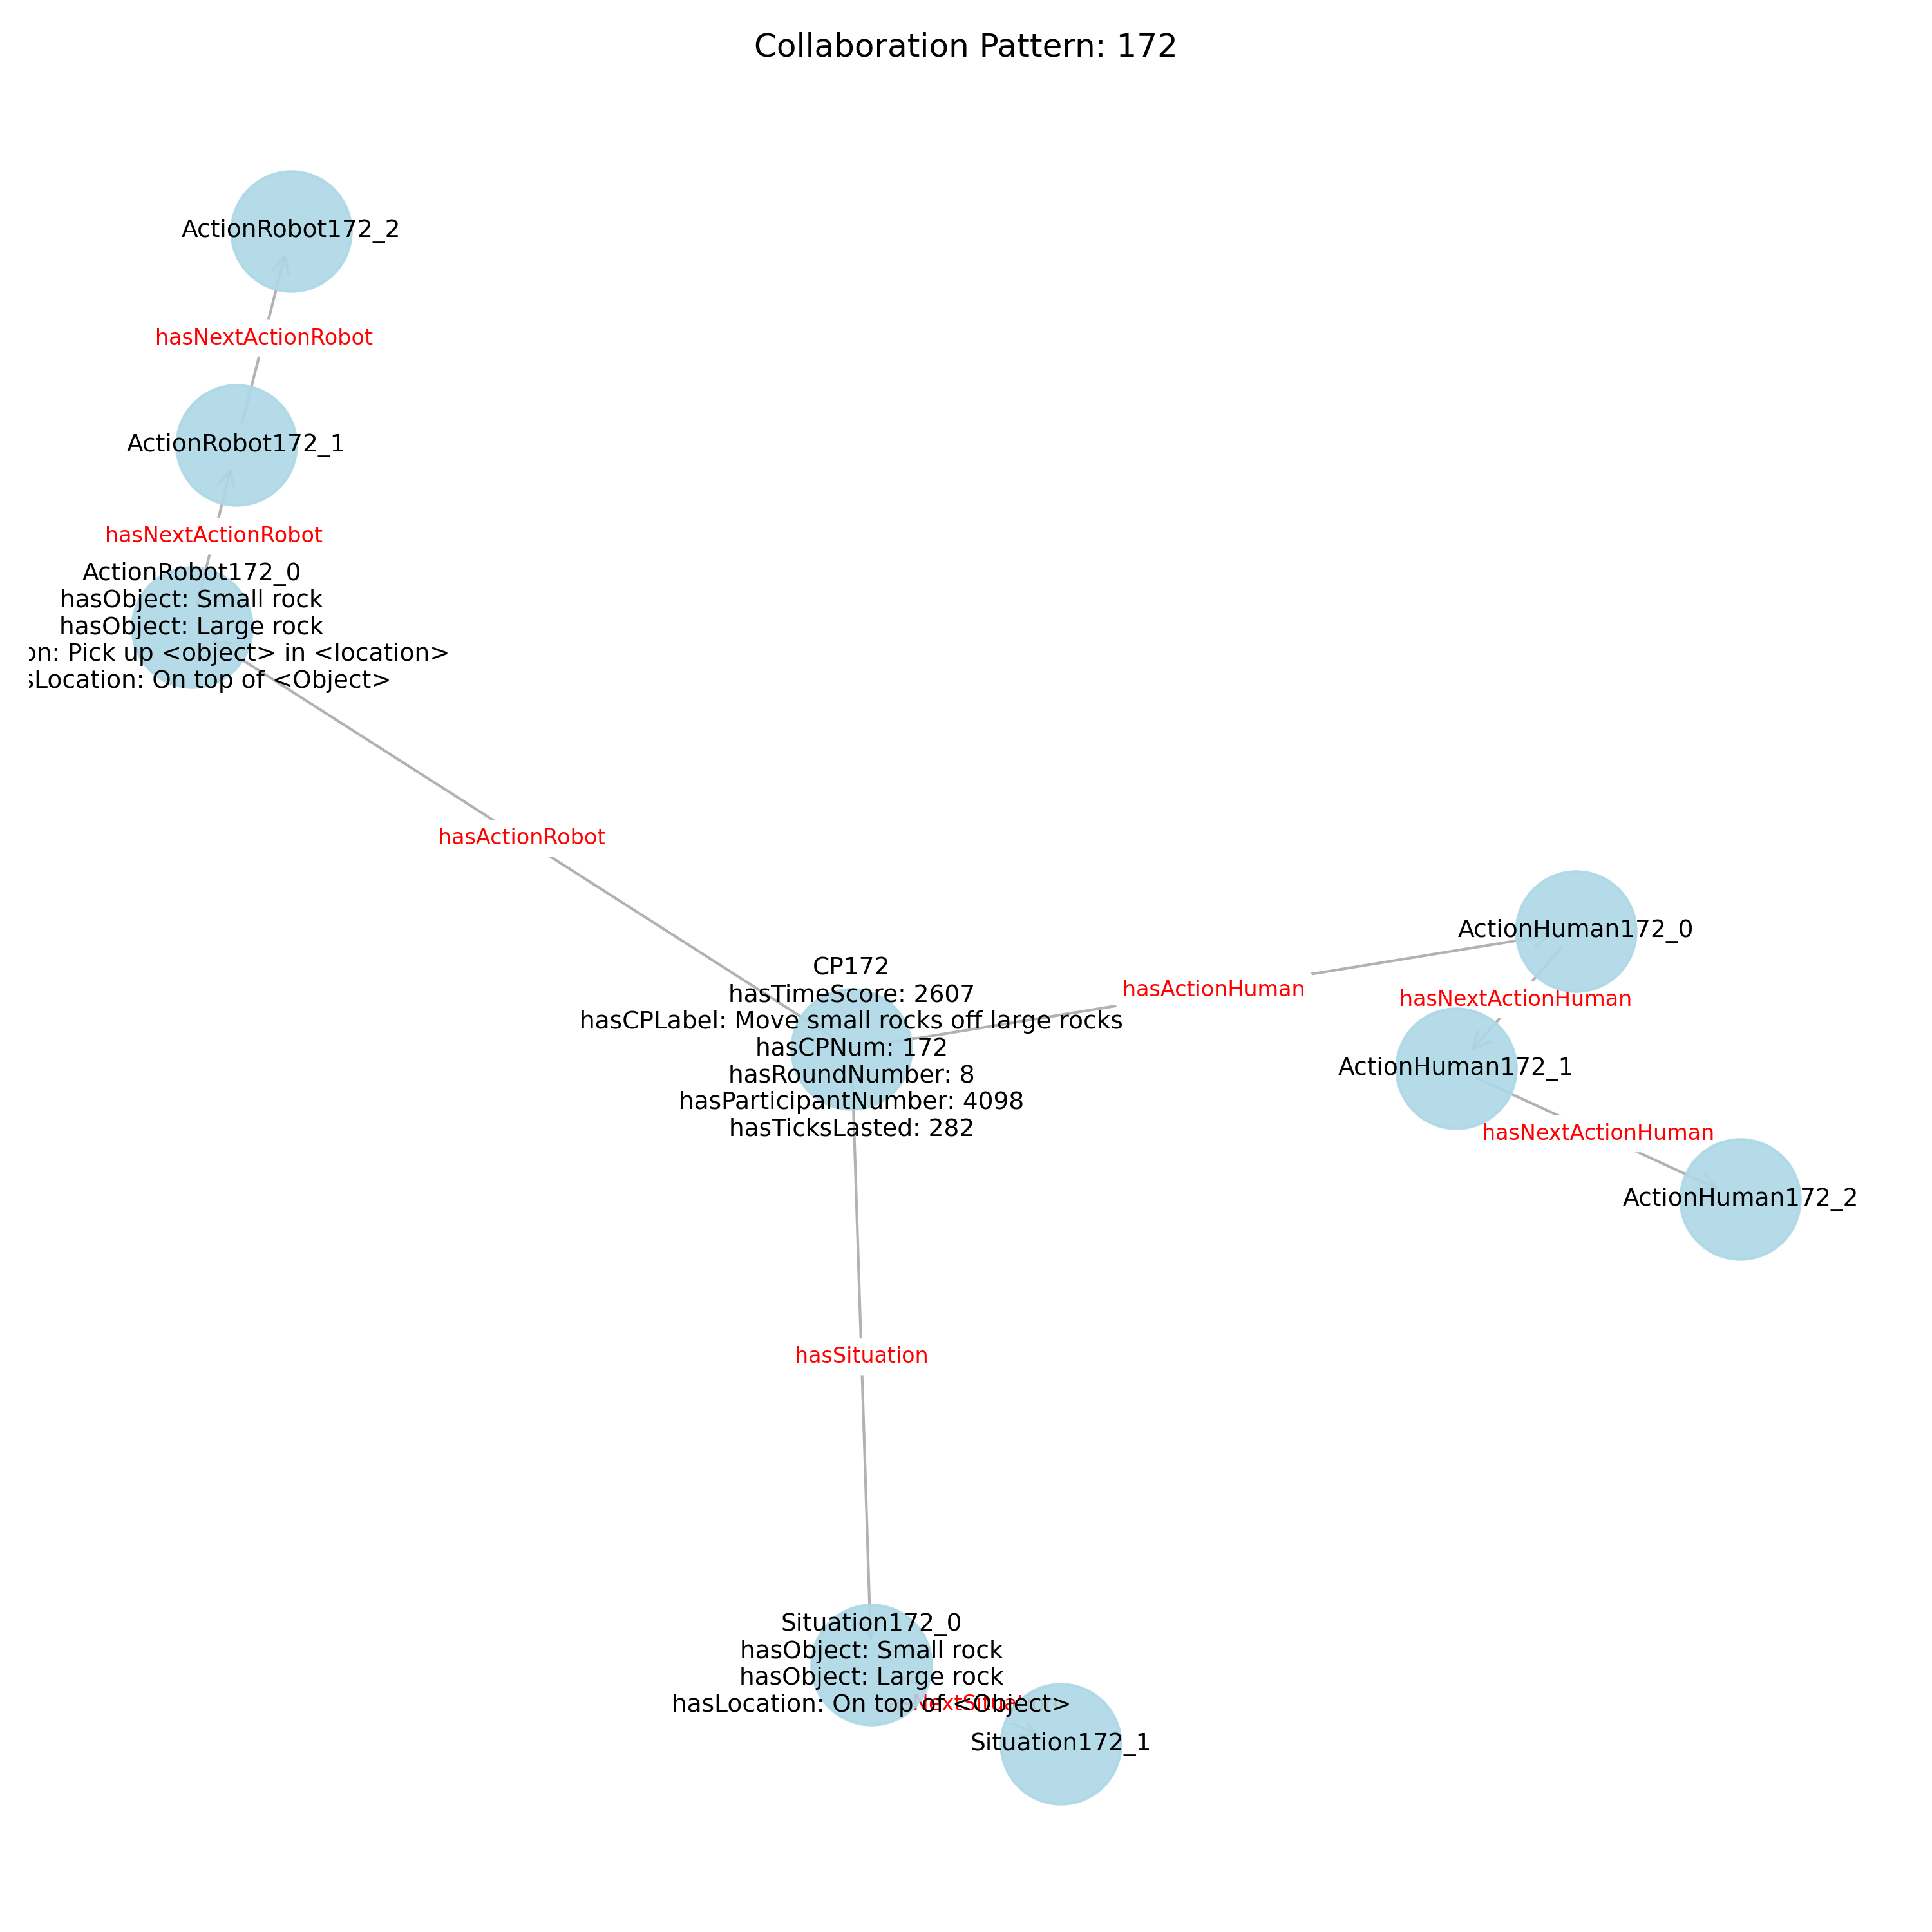 Collaboration Pattern: 172
ActionRobot172_2
hasNextActionRobot
ActionRobot172_1
hasNextActionRobot
ActionRobot172_0
hasObject: Small rock
hasObject: Large rock
on: Pick up <object> in <location>
sLocation: On top of <Object>
hasActionRobot
ActionHuman172_0
CP172
hasTimeScore: 2607
hasCPLabel: Move small rocks off large rocks
hasCPNum: 172
hasRoundNumber: 8
hasParticipantNumber: 4098
hasTicksLasted: 282
hasActionHuman
hasNextActionHuman
ActionHuman172_1
hasNextActionHuman
ActionHuman172_2
hasSituation
Situation172_0
hasObject: Small rock
hasObject: Large rock
hasLocation: On top of <Object>
Situation172_1